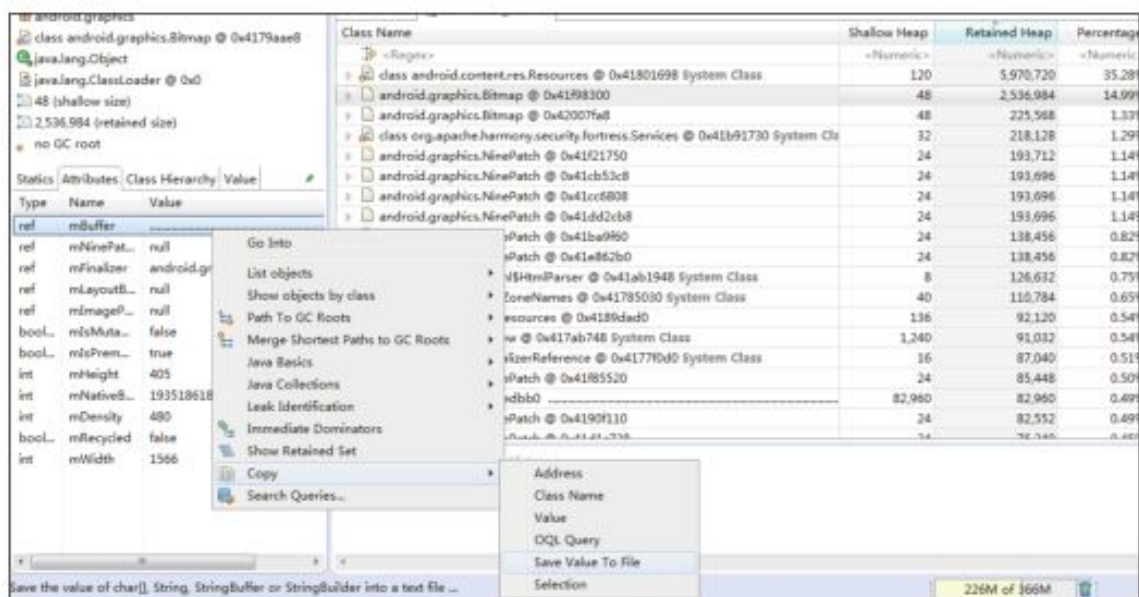 android.graphics
class android.graphics.Bitmap @ 0x4179aae8
java.lang.Object
java.lang.ClassLoader @ 0x0
48 (shallow size)
2,536,984 (retained size)
no GC root
Statics Attributes Class Hierarchy Value
Type Name Value
ref mBuffer
ref mNinePat... null
ref mFinalizer android.gr
ref mLayoutB... null
ref mImageP... null
bool... mIsMuta... false
bool... mIsPrem... true
int mHeight 405
int mNativeB... 193518618
int mDensity 480
bool... mRecycled false
int mWidth 1566
Class Name Shallow Heap Retained Heap Percentage
<Regex> <Numeric> <Numeric> <Numeric>
class android.content.res.Resources @ 0x41801698 System Class 120 5,970,720 35.28%
android.graphics.Bitmap @ 0x41f98300 48 2,536,984 14.99%
android.graphics.Bitmap @ 0x42007fa8 48 225,568 1.33%
class org.apache.harmony.security.fortress.Services @ 0x41b91730 System Cla 32 218,128 1.29%
android.graphics.NinePatch @ 0x41f21750 24 193,712 1.14%
android.graphics.NinePatch @ 0x41cb53c8 24 193,696 1.14%
android.graphics.NinePatch @ 0x41cc6808 24 193,696 1.14%
android.graphics.NinePatch @ 0x41dd2cb8 24 193,696 1.14%
ePatch @ 0x41ba9f60 24 138,456 0.82%
ePatch @ 0x41e862b0 24 138,456 0.82%
l$HtmlParser @ 0x41ab1948 System Class 8 126,632 0.75%
ZoneNames @ 0x41785030 System Class 40 110,784 0.65%
esources @ 0x4189dad0 136 92,120 0.54%
w @ 0x417ab748 System Class 1,240 91,032 0.54%
alizerReference @ 0x4177f0d0 System Class 16 87,040 0.51%
ePatch @ 0x41f85520 24 85,448 0.50%
edbb0 82,960 82,960 0.49%
ePatch @ 0x4190f110 24 82,552 0.49%
Go Into
List objects
Show objects by class
Path To GC Roots
Merge Shortest Paths to GC Roots
Java Basics
Java Collections
Leak Identification
Immediate Dominators
Show Retained Set
Copy
Search Queries...
Address
Class Name
Value
OQL Query
Save Value To File
Selection
Save the value of char[], String, StringBuffer or StringBuilder into a text file ...
226M of 366M